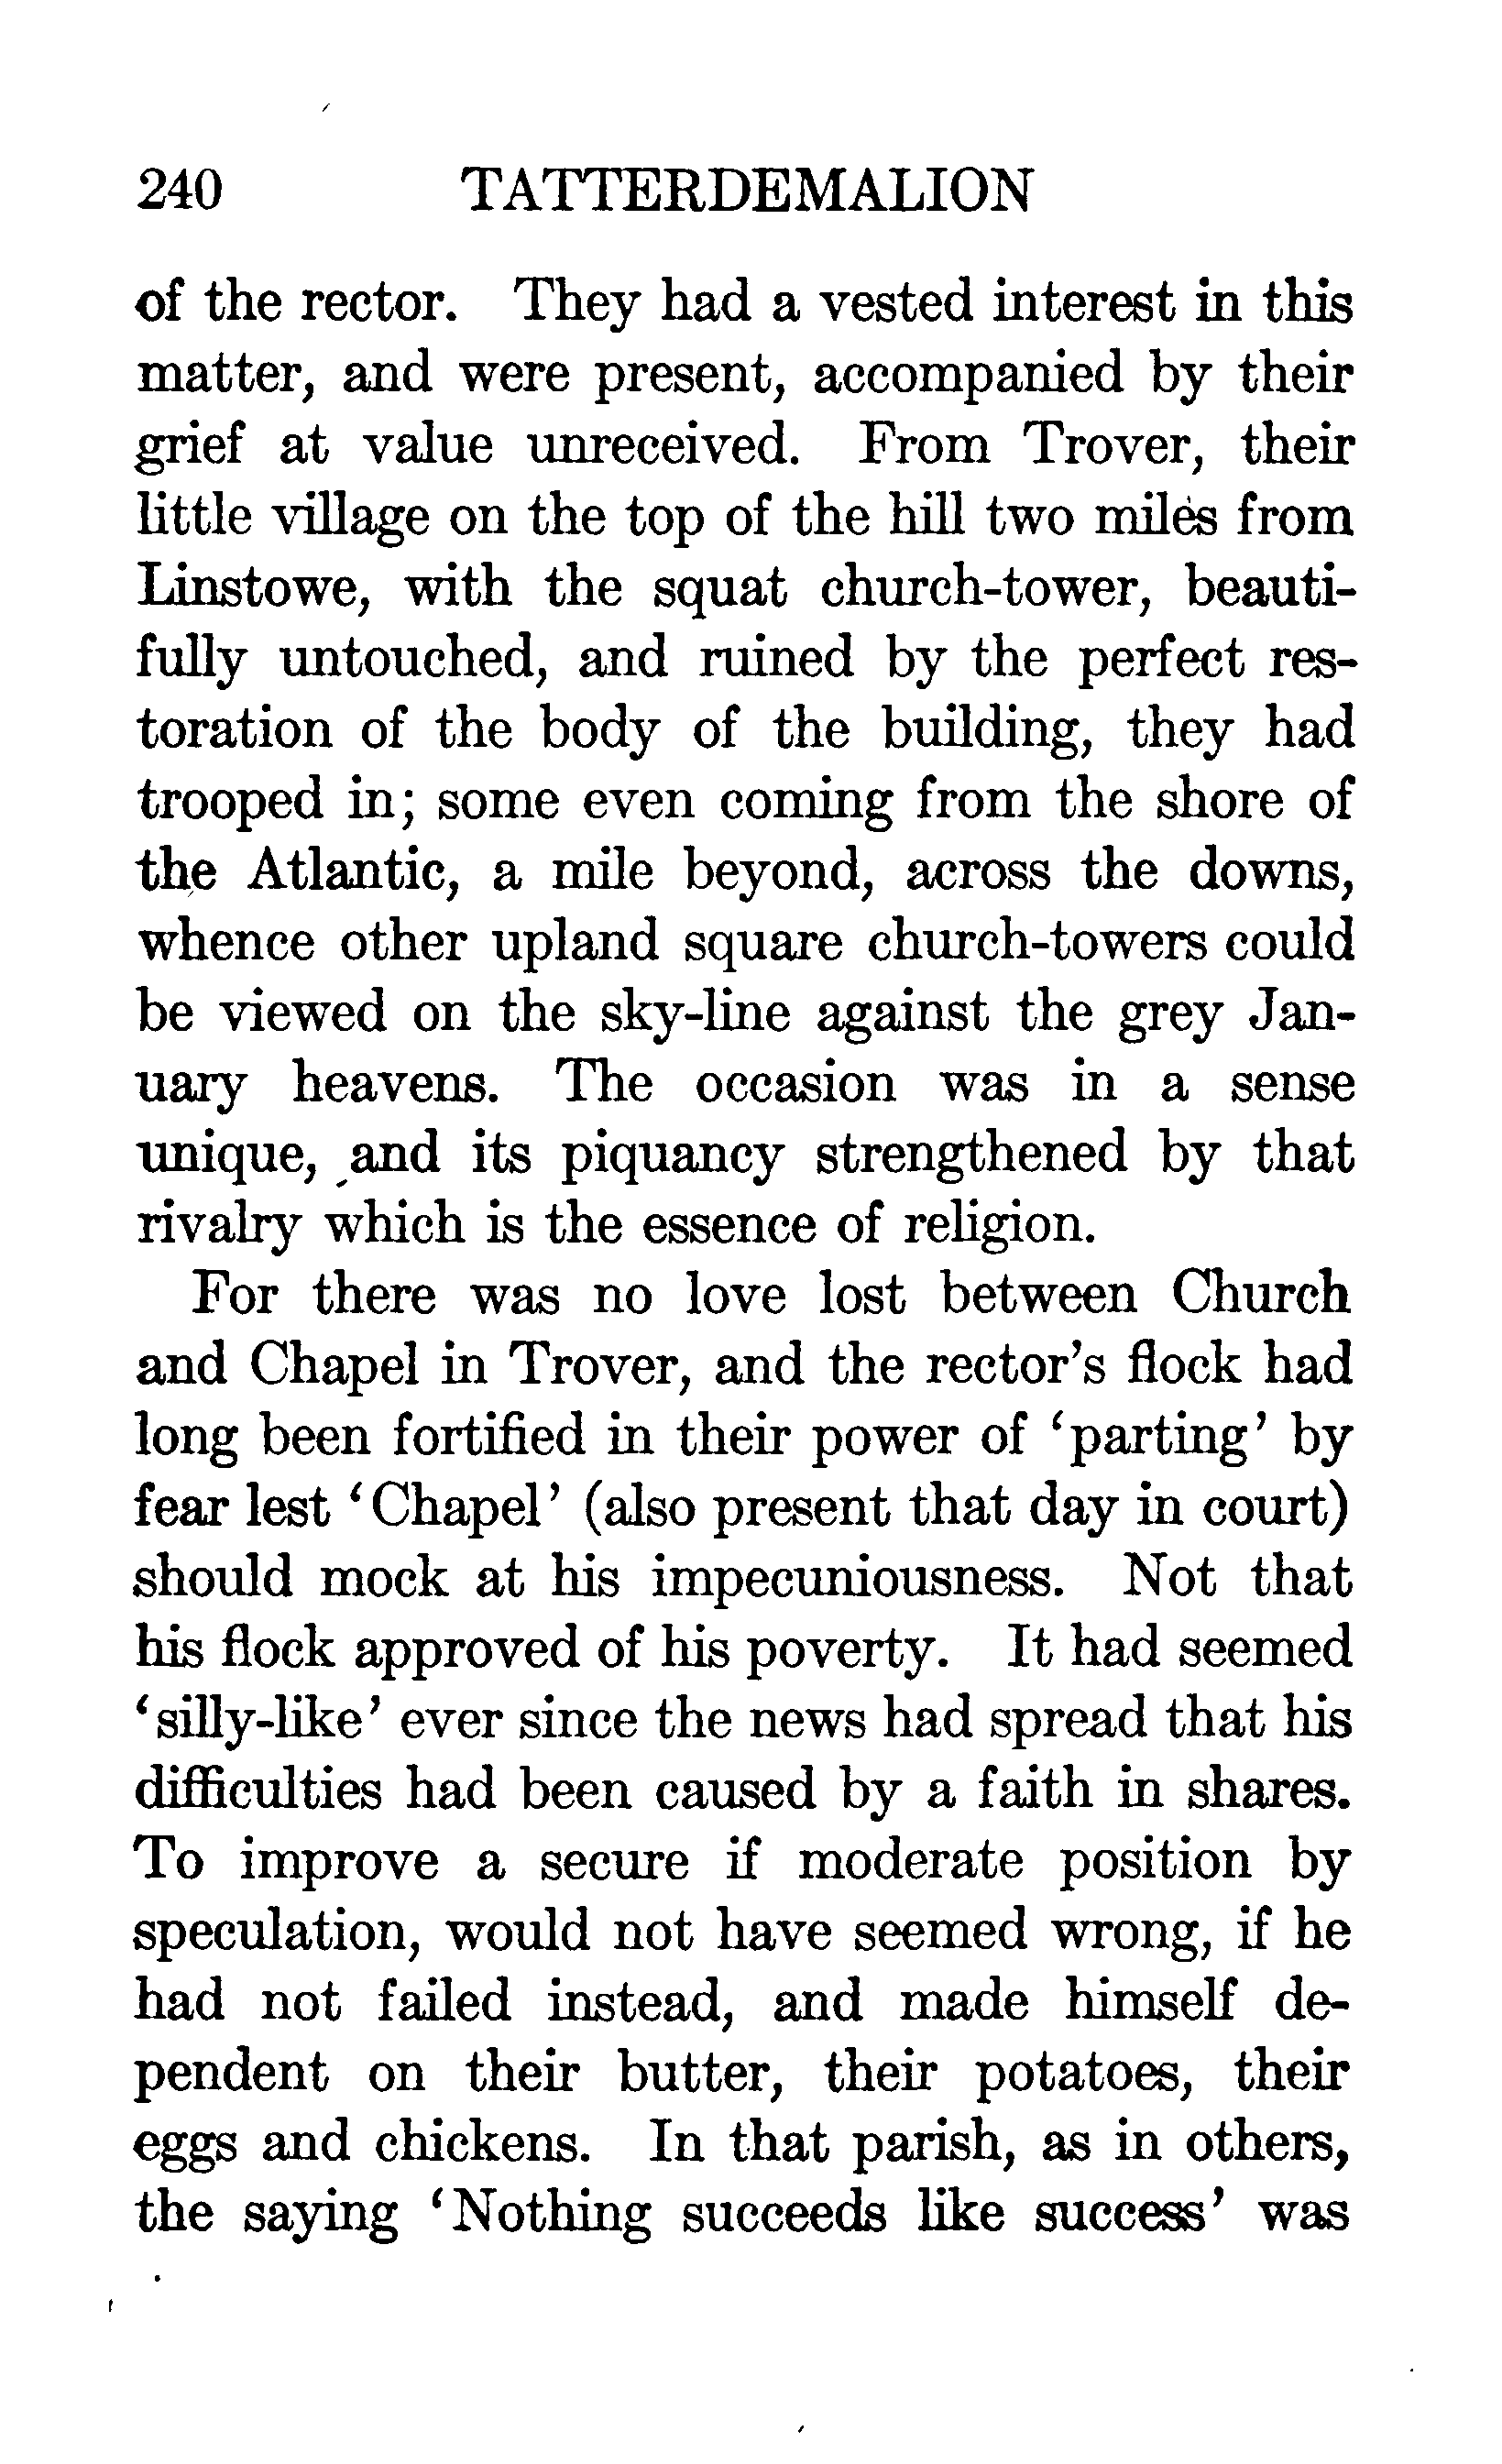 240 TATTERDEMALION
of the rector. They had a vested interest in this
matter, and were present, accompanied by their
grief at value unreceived. From Trover, their
little village on the top of the hill two miles from
Linstowe, with the squat church-tower, beauti-
fully untouched, and ruined by the perfect res-
toration of the body of the building, they had
trooped in; some even coming from the shore of
the Atlantic, a mile beyond, across the downs,
whence other upland square church-towers could
be viewed on the sky-line against the grey Jan-
uary heavens. The occasion was in a sense
unique, and its piquancy strengthened by that
rivalry which is the essence of religion.
For there was no love lost between Church
and Chapel in Trover, and the rector's flock had
long been fortified in their power of 'parting' by
fear lest 'Chapel' (also present that day in court)
should mock at his impecuniousness. Not that
his flock approved of his poverty. It had seemed
'silly-like' ever since the news had spread that his
difficulties had been caused by a faith in shares.
To improve a secure if moderate position by
speculation, would not have seemed wrong, if he
had not failed instead, and made himself de-
pendent on their butter, their potatoes, their
eggs and chickens. In that parish, as in others,
the saying 'Nothing succeeds like success' was